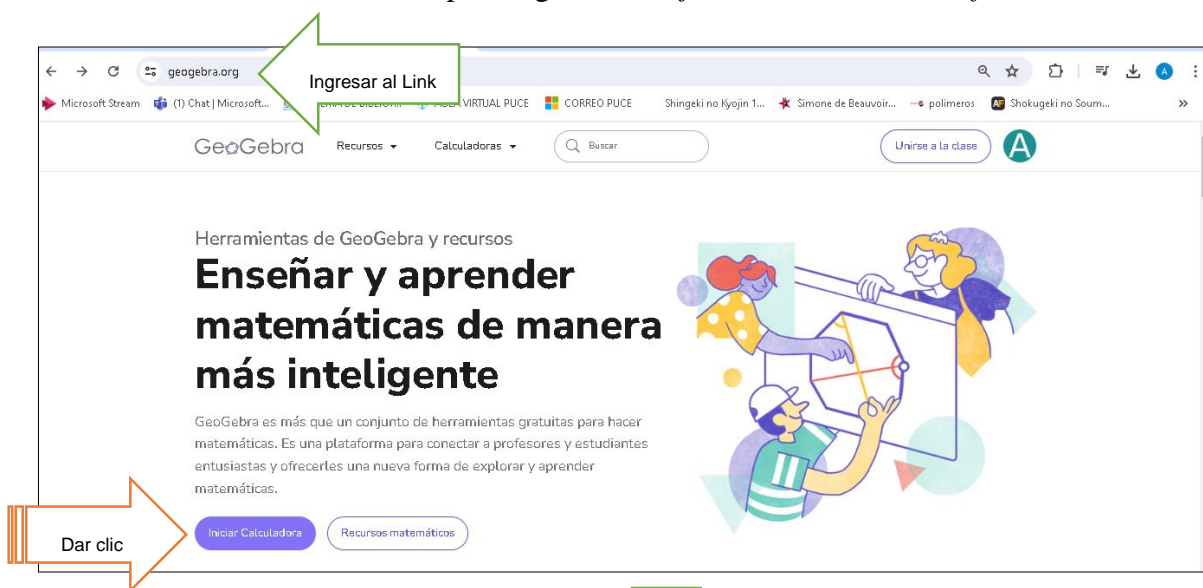 geogebra.org
Ingresar al Link
Microsoft Stream (1) Chat | Microsoft... VIRTUAL PUCE CORREO PUCE Shingeki no Kyojin 1... Simone de Beauvoir... polimeros Shokugeki no Soum... »
GeoGebra Recursos Calculadoras Buscar Unirse a la clase A
Herramientas de GeoGebra y recursos
Enseñar y aprender
matemáticas de manera
más inteligente
GeoGebra es más que un conjunto de herramientas gratuitas para hacer
matemáticas. Es una plataforma para conectar a profesores y estudiantes
entusiastas y ofrecerles una nueva forma de explorar y aprender
matemáticas.
Dar clic
Iniciar Calculadora Recursos matemáticos